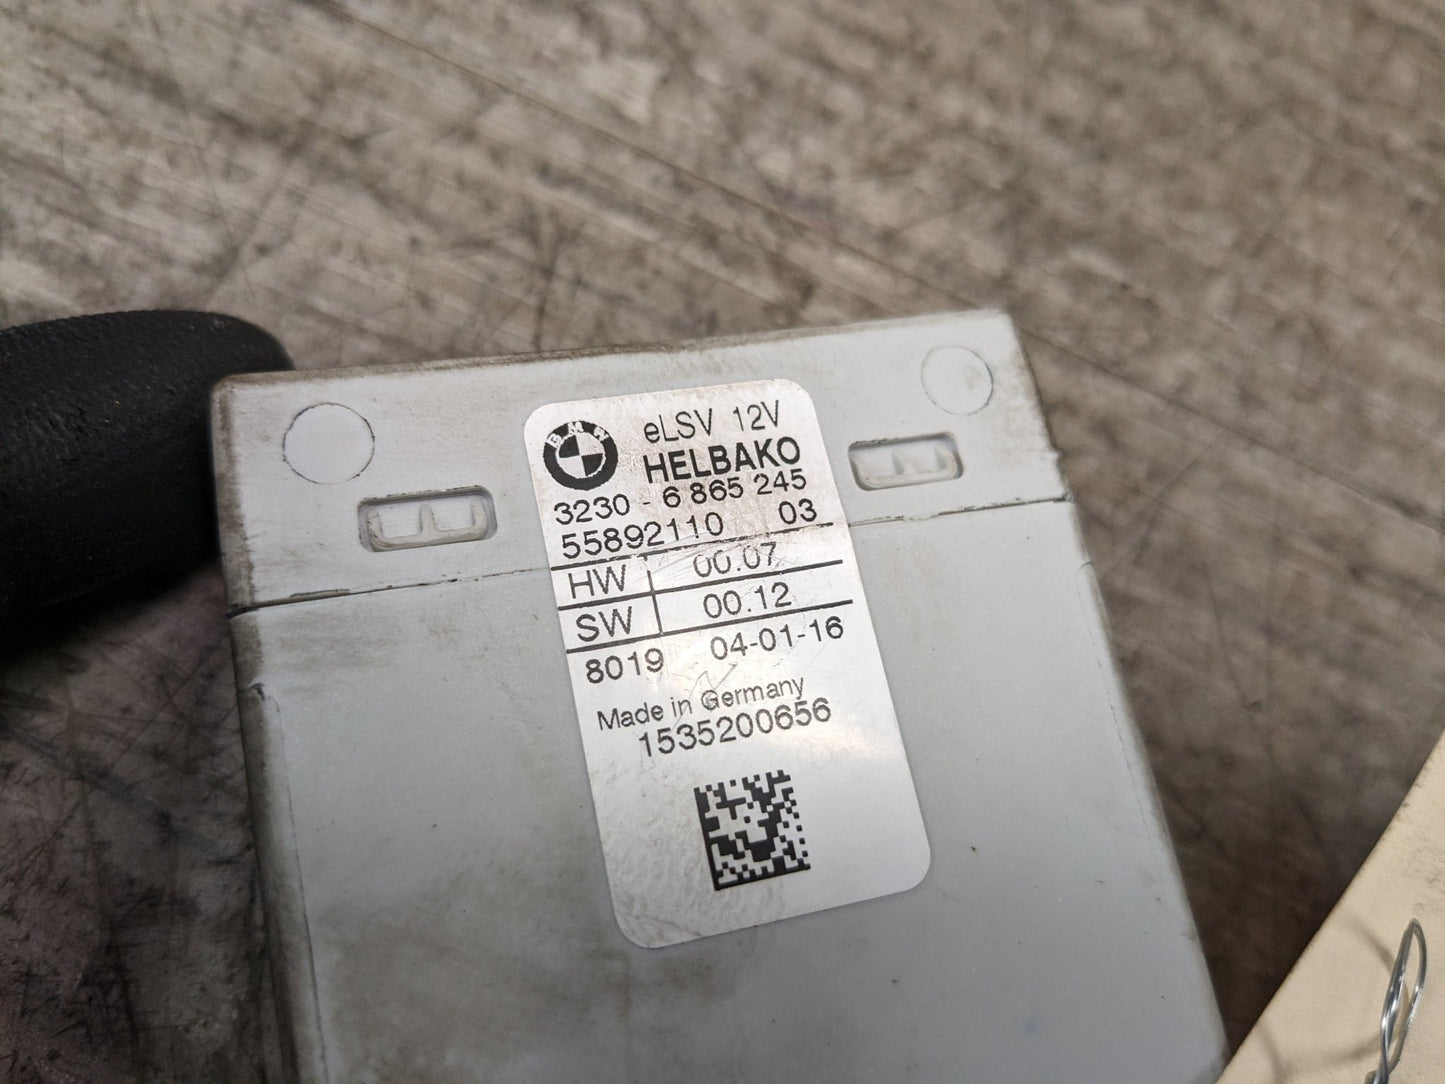 BMW
eLSV 12V
HELBAKO
3230 - 6 865 245
55892110 03
HW 00.07
SW 00.12
8019 04-01-16
Made in Germany
1535200656